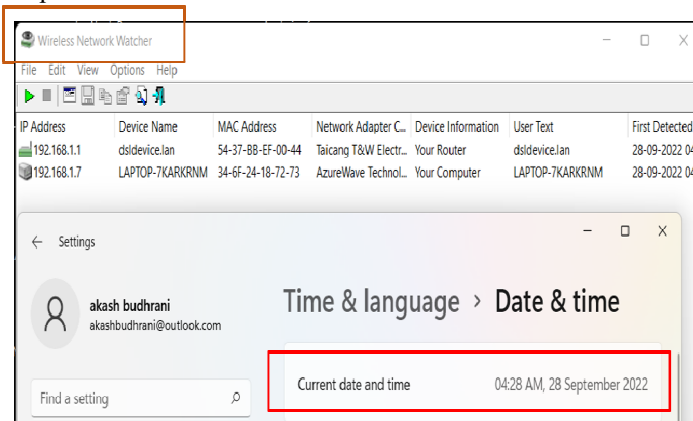 Wireless Network Watcher
File Edit View Options Help
IP Address Device Name MAC Address Network Adapter C... Device Information User Text First Detected
192.168.1.1 dsldevice.lan 54-37-BB-EF-00-44 Taicang T&W Electr... Your Router dsldevice.lan 28-09-2022 04
192.168.1.7 LAPTOP-7KARKRNM 34-6F-24-18-72-73 AzureWave Technol... Your Computer LAPTOP-7KARKRNM 28-09-2022 04
Settings
akash budhrani
akashbudhrani@outlook.com
Time & language > Date & time
Current date and time 04:28 AM, 28 September 2022
Find a setting